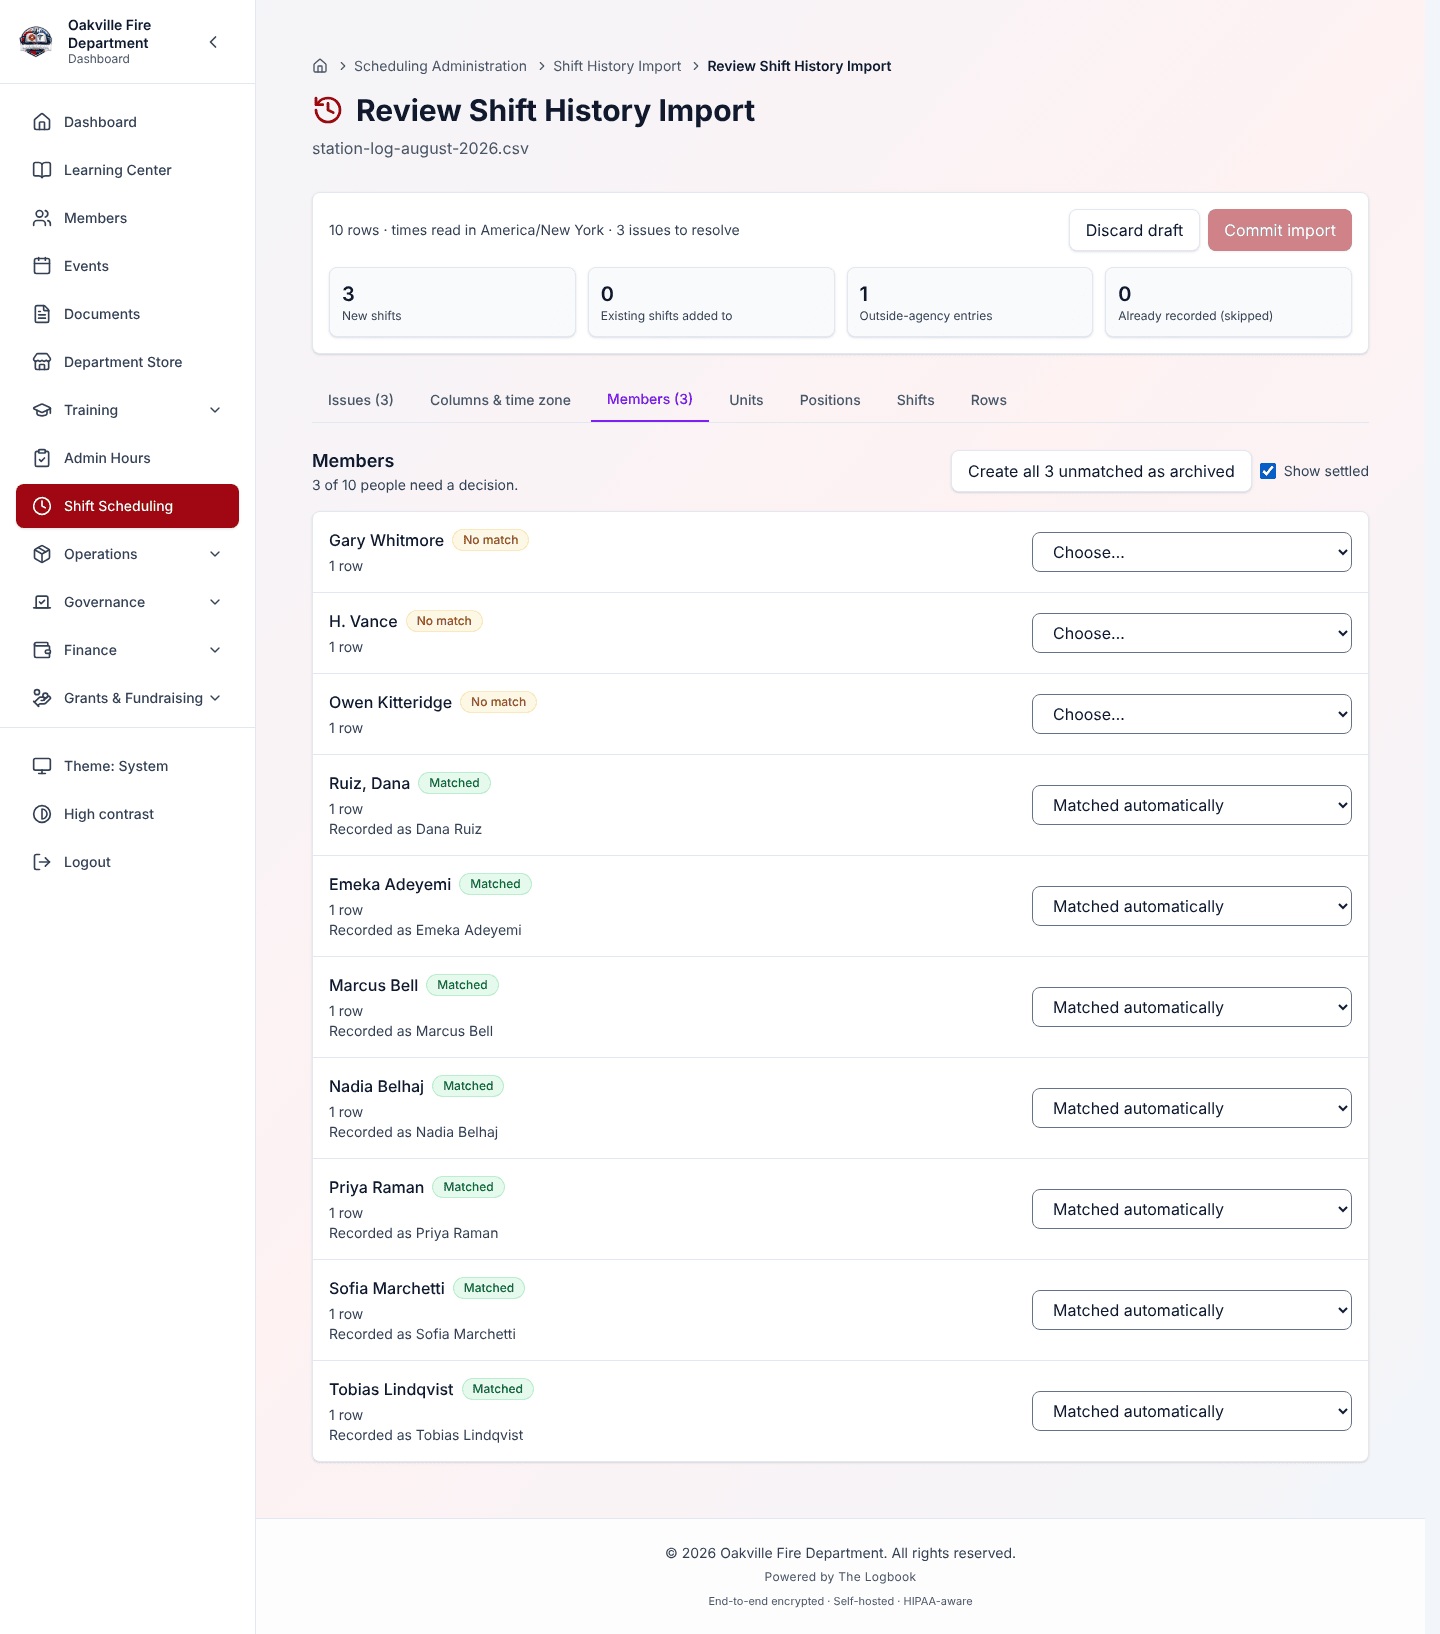 Oakville Fire
Department
Dashboard
Dashboard
Learning Center
Members
Events
Documents
Department Store
Training
Admin Hours
Shift Scheduling
Operations
Governance
Finance
Grants & Fundraising
Theme: System
High contrast
Logout
Scheduling Administration
Shift History Import
Review Shift History Import
Review Shift History Import
station-log-august-2026.csv
10 rows · times read in America/New York · 3 issues to resolve
Discard draft
Commit import
3
New shifts
0
Existing shifts added to
1
Outside-agency entries
0
Already recorded (skipped)
Issues (3)
Columns & time zone
Members (3)
Units
Positions
Shifts
Rows
Members
3 of 10 people need a decision.
Create all 3 unmatched as archived
Show settled
Gary Whitmore No match
1 row
Choose...
H. Vance No match
1 row
Choose...
Owen Kitteridge No match
1 row
Choose...
Ruiz, Dana Matched
1 row
Recorded as Dana Ruiz
Matched automatically
Emeka Adeyemi Matched
1 row
Recorded as Emeka Adeyemi
Matched automatically
Marcus Bell Matched
1 row
Recorded as Marcus Bell
Matched automatically
Nadia Belhaj Matched
1 row
Recorded as Nadia Belhaj
Matched automatically
Priya Raman Matched
1 row
Recorded as Priya Raman
Matched automatically
Sofia Marchetti Matched
1 row
Recorded as Sofia Marchetti
Matched automatically
Tobias Lindqvist Matched
1 row
Recorded as Tobias Lindqvist
Matched automatically
© 2026 Oakville Fire Department. All rights reserved.
Powered by The Logbook
End-to-end encrypted · Self-hosted · HIPAA-aware